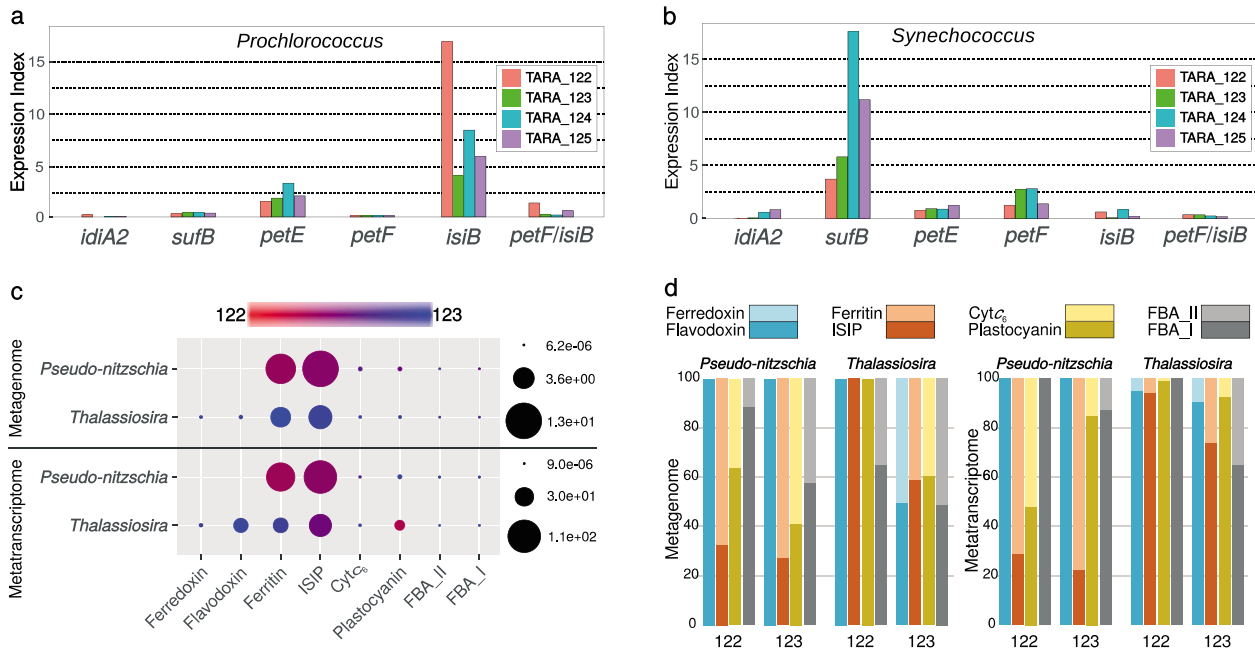 a
Prochlorococcus
Expression Index
15
10
5
0
TARA_122
TARA_123
TARA_124
TARA_125
idiA2 sufB petE petF isiB petF/isiB
b
Synechococcus
Expression Index
15
10
5
0
TARA_122
TARA_123
TARA_124
TARA_125
idiA2 sufB petE petF isiB petF/isiB
c
122 123
Metagenome
Pseudo-nitzschia
Thalassiosira
6.2e-06
3.6e+00
1.3e+01
Metatranscriptome
Pseudo-nitzschia
Thalassiosira
9.0e-06
3.0e+01
1.1e+02
Ferredoxin Flavodoxin Ferritin ISIP Cytc₆ Plastocyanin FBA_II FBA_I
d
Ferredoxin Ferritin Cytc₆ FBA_II
Flavodoxin ISIP Plastocyanin FBA_I
Pseudo-nitzschia Thalassiosira
Metagenome
100
80
60
40
20
0
122 123 122 123
Pseudo-nitzschia Thalassiosira
Metatranscriptome
100
80
60
40
20
0
122 123 122 123